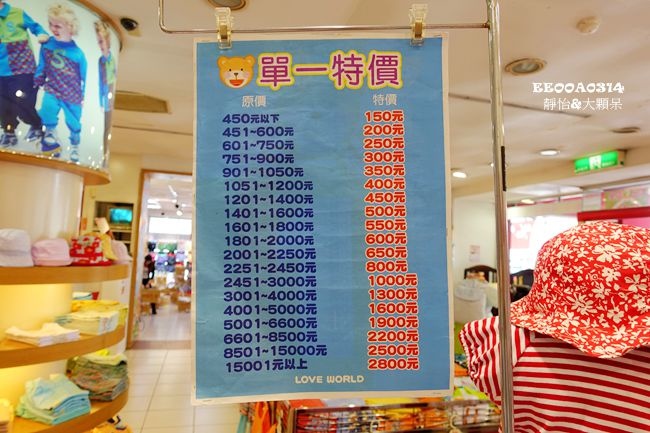 EE00A0314
靜怡&大顆呆
單一特價
原價 特價
450元以下 150元
451~600元 200元
601~750元 250元
751~900元 300元
901~1050元 350元
1051~1200元 400元
1201~1400元 450元
1401~1600元 500元
1601~1800元 550元
1801~2000元 600元
2001~2250元 650元
2251~2450元 800元
2451~3000元 1000元
3001~4000元 1300元
4001~5000元 1600元
5001~6600元 1900元
6601~8500元 2200元
8501~15000元 2500元
15001元以上 2800元
LOVE WORLD